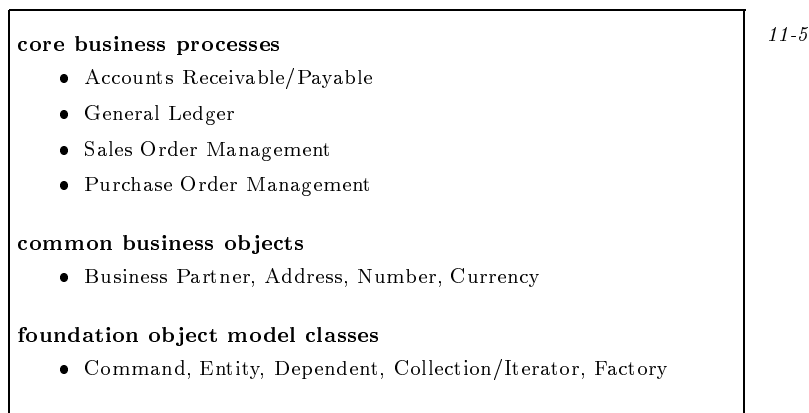 11-5
core business processes
• Accounts Receivable/Payable
• General Ledger
• Sales Order Management
• Purchase Order Management
common business objects
• Business Partner, Address, Number, Currency
foundation object model classes
• Command, Entity, Dependent, Collection/Iterator, Factory